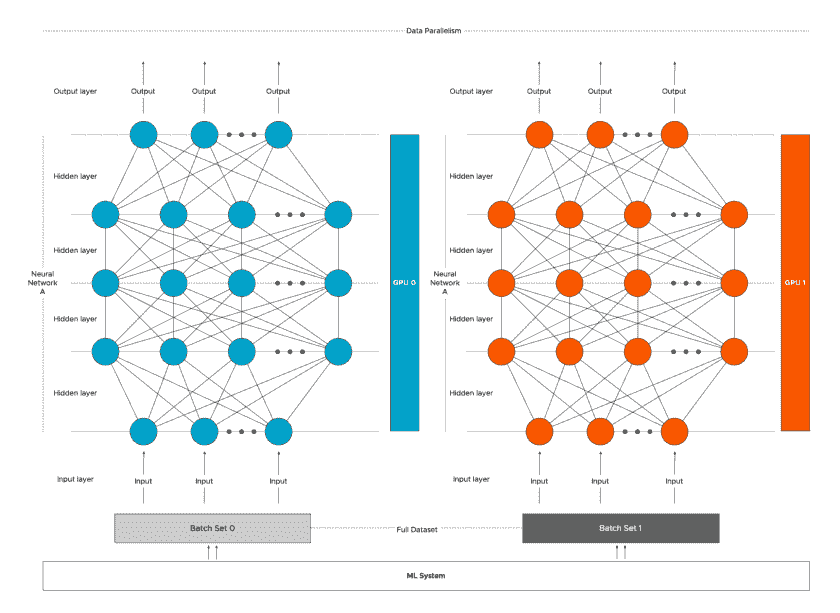 Data Parallelism
Output layer
Output
Output
Output
Output layer
Output
Output
Output
Hidden layer
Hidden layer
Hidden layer
Hidden layer
Neural
Network
A
GPU 0
Neural
Network
A
GPU 1
Hidden layer
Hidden layer
Hidden layer
Hidden layer
Input layer
Input
Input
Input
Input layer
Input
Input
Input
Batch Set 0
Full Dataset
Batch Set 1
ML System